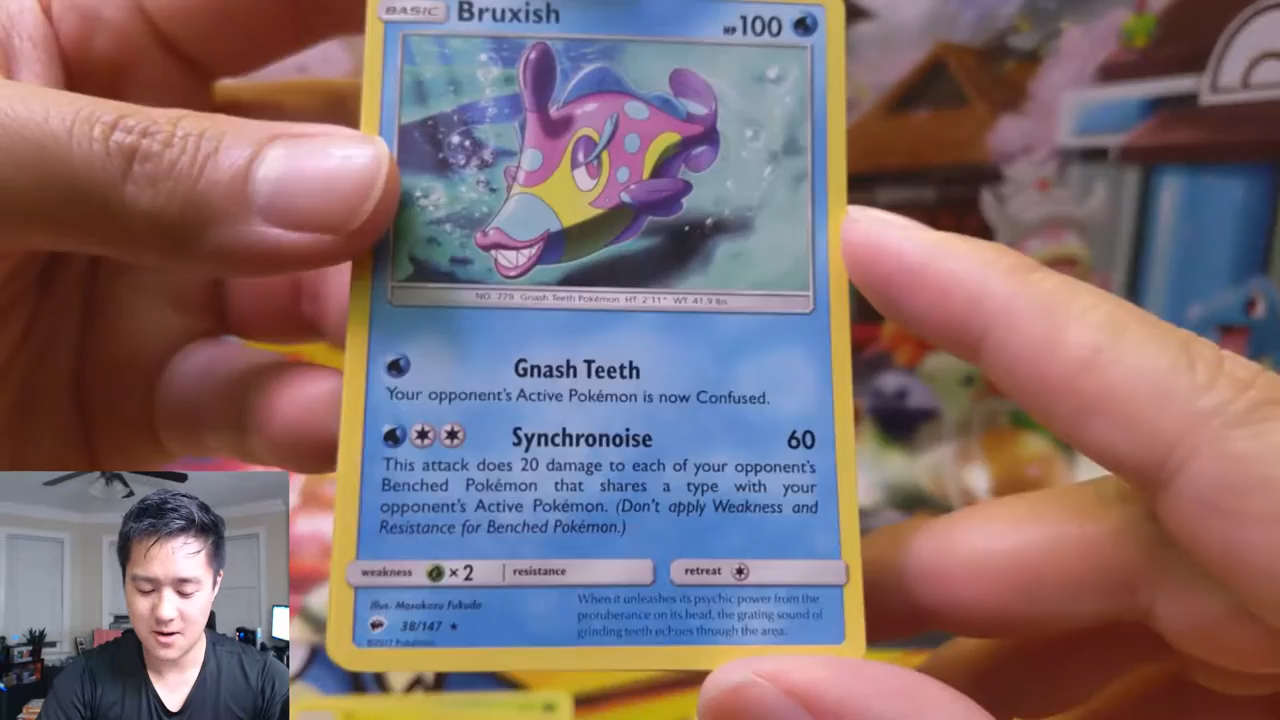 BASIC Bruxish HP 100
NO. 779 Gnash Teeth Pokémon HT: 2'11" WT: 41.9 lbs.
Gnash Teeth
Your opponent's Active Pokémon is now Confused.
Synchronoise 60
This attack does 20 damage to each of your opponent's
Benched Pokémon that shares a type with your
opponent's Active Pokémon. (Don't apply Weakness and
Resistance for Benched Pokémon.)
weakness ×2 resistance retreat
Illus. Masakazu Fukuda
38/147 ★
©2017 Pokémon
When it unleashes its psychic power from the
protuberance on its head, the grating sound of
grinding teeth echoes through the area.